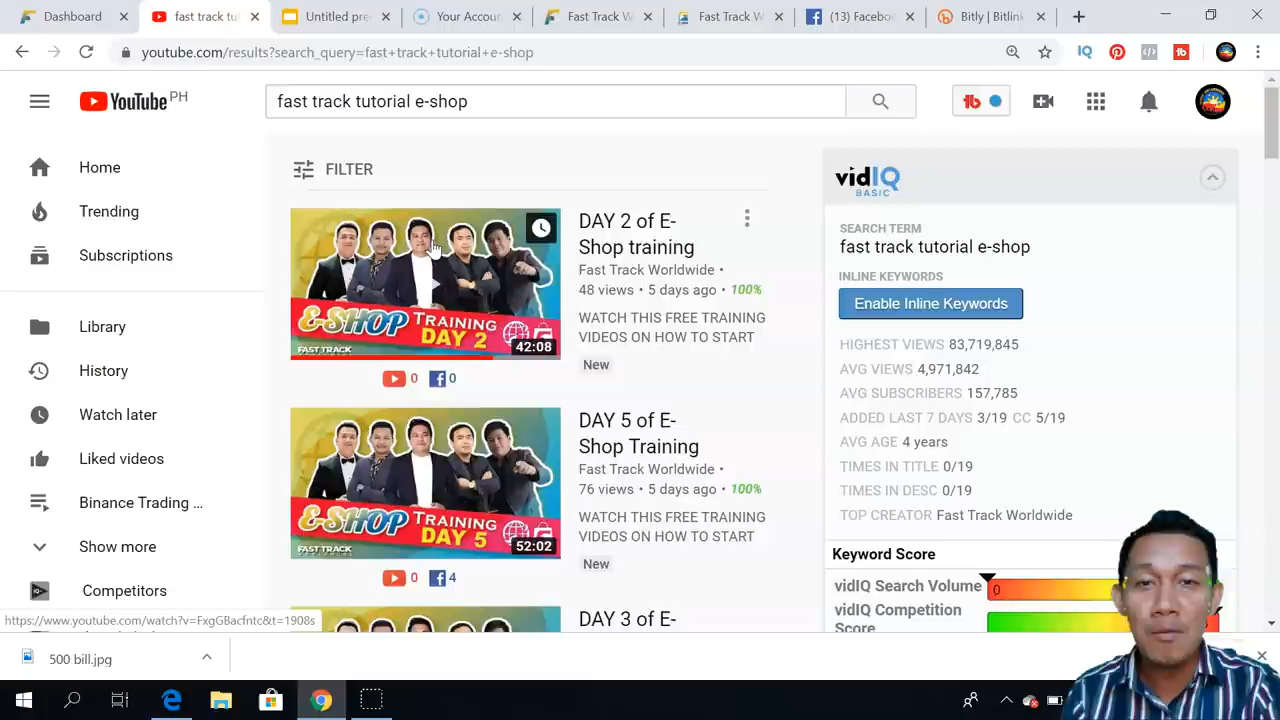 Dashboard
fast track tu
Untitled pre
Your Accour
Fast Track W
Fast Track W
(13) Faceboo
Bitly | Bitlink
youtube.com/results?search_query=fast+track+tutorial+e-shop
YouTube PH
fast track tutorial e-shop
Home
Trending
Subscriptions
Library
History
Watch later
Liked videos
Binance Trading ...
Show more
Competitors
FILTER
E-SHOP TRAINING
DAY 2
FAST TRACK
42:08
0
0
DAY 2 of E-
Shop training
Fast Track Worldwide •
48 views • 5 days ago • 100%
WATCH THIS FREE TRAINING
VIDEOS ON HOW TO START
New
E-SHOP TRAINING
DAY 5
FAST TRACK
52:02
0
4
DAY 5 of E-
Shop Training
Fast Track Worldwide •
76 views • 5 days ago • 100%
WATCH THIS FREE TRAINING
VIDEOS ON HOW TO START
New
DAY 3 of E-
vidIQ
BASIC
SEARCH TERM
fast track tutorial e-shop
INLINE KEYWORDS
Enable Inline Keywords
HIGHEST VIEWS 83,719,845
AVG VIEWS 4,971,842
AVG SUBSCRIBERS 157,785
ADDED LAST 7 DAYS 3/19 CC 5/19
AVG AGE 4 years
TIMES IN TITLE 0/19
TIMES IN DESC 0/19
TOP CREATOR Fast Track Worldwide
Keyword Score
vidIQ Search Volume
0
vidIQ Competition
Score
https://www.youtube.com/watch?v=FxgGBacfntc&t=1908s
500 bill.jpg